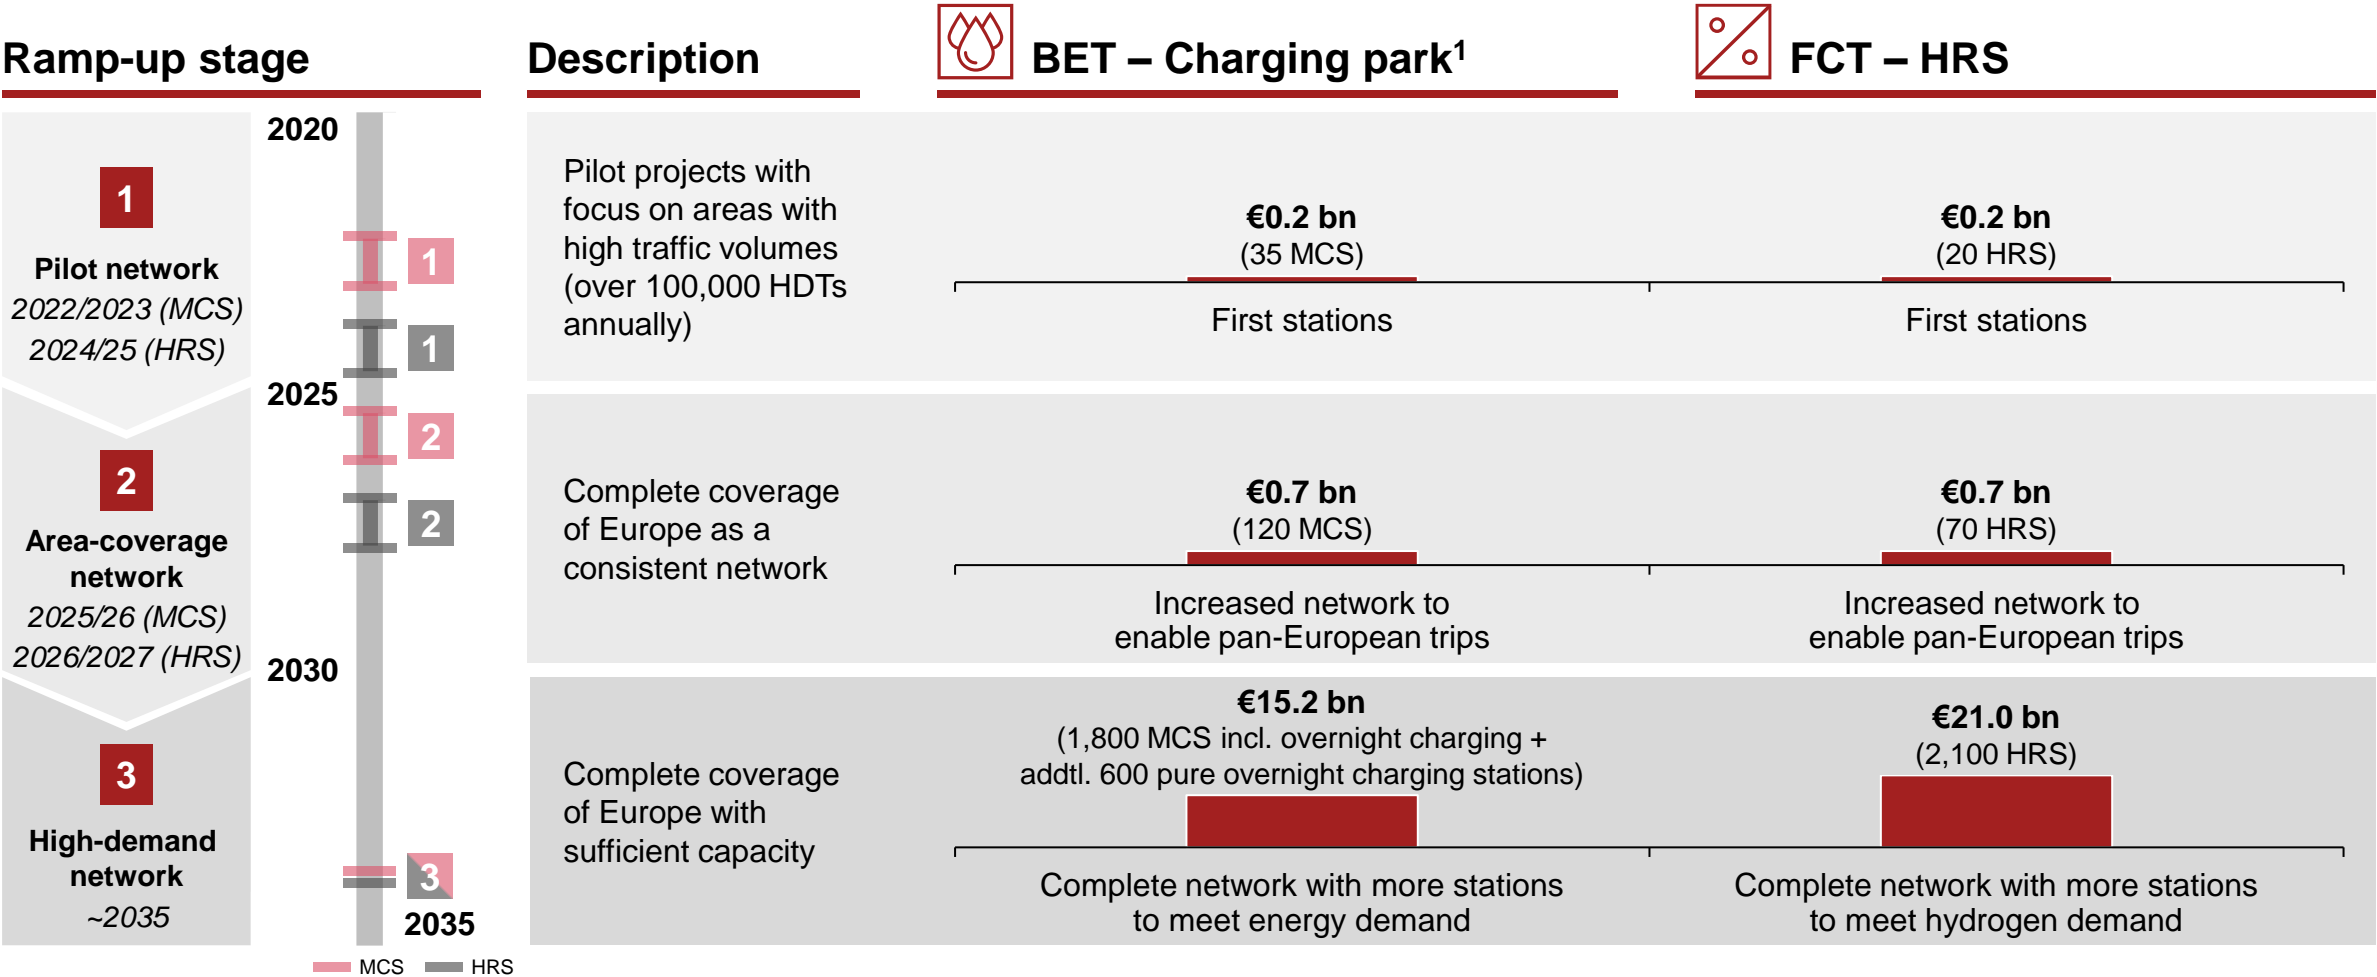 Ramp-up stage
Description
BET – Charging park¹
FCT – HRS
2020
1
Pilot network
2022/2023 (MCS)
2024/25 (HRS)
1
1
Pilot projects with
focus on areas with
high traffic volumes
(over 100,000 HDTs
annually)
€0.2 bn
(35 MCS)
First stations
€0.2 bn
(20 HRS)
First stations
2025
2
Area-coverage
network
2025/26 (MCS)
2026/2027 (HRS)
2
2
Complete coverage
of Europe as a
consistent network
€0.7 bn
(120 MCS)
Increased network to
enable pan-European trips
€0.7 bn
(70 HRS)
Increased network to
enable pan-European trips
2030
3
High-demand
network
~2035
3
2035
Complete coverage
of Europe with
sufficient capacity
€15.2 bn
(1,800 MCS incl. overnight charging +
addtl. 600 pure overnight charging stations)
Complete network with more stations
to meet energy demand
€21.0 bn
(2,100 HRS)
Complete network with more stations
to meet hydrogen demand
MCS
HRS